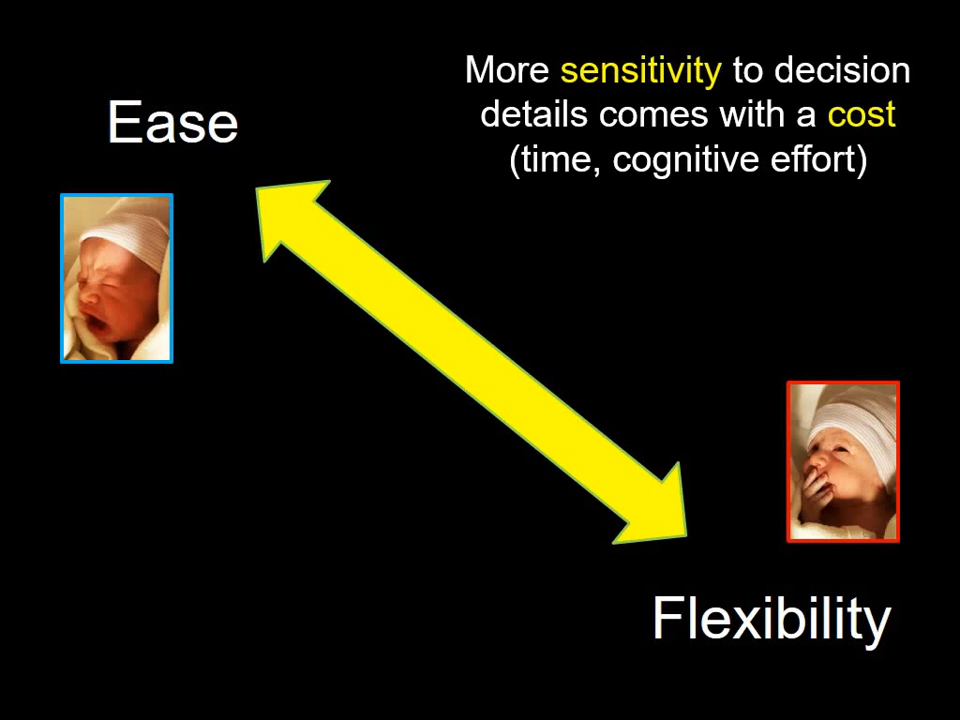 More sensitivity to decision
details comes with a cost
(time, cognitive effort)
Ease
Flexibility